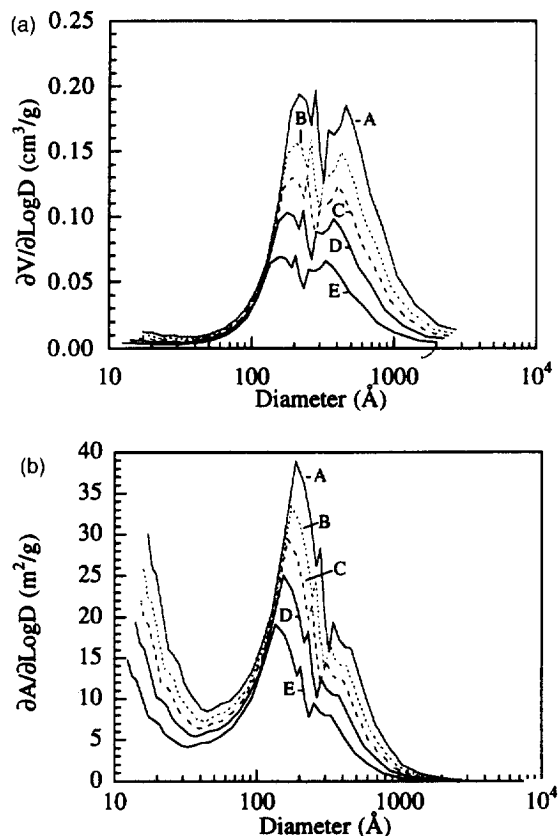 (a)
0.25
0.20
0.15
0.10
0.05
0.00
∂V/∂LogD (cm³/g)
B
A
C
D
E
10
100
1000
10⁴
Diameter (Å)
(b)
40
35
30
25
20
15
10
5
0
∂A/∂LogD (m²/g)
A
B
C
D
E
10
100
1000
10⁴
Diameter (Å)